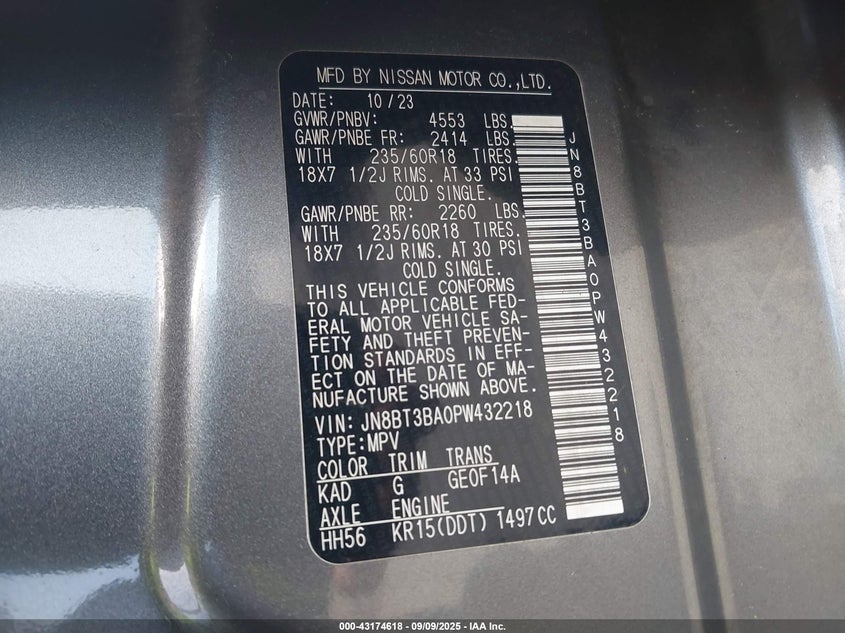 MFD BY NISSAN MOTOR CO.,LTD.
DATE: 10/23
GVWR/PNBV: 4553 LBS.
GAWR/PNBE FR: 2414 LBS.
WITH 235/60R18 TIRES.
18X7 1/2J RIMS. AT 33 PSI
COLD SINGLE.
GAWR/PNBE RR: 2260 LBS.
WITH 235/60R18 TIRES.
18X7 1/2J RIMS. AT 30 PSI
COLD SINGLE.
THIS VEHICLE CONFORMS
TO ALL APPLICABLE FED-
ERAL MOTOR VEHICLE SA-
FETY AND THEFT PREVEN-
TION STANDARDS IN EFF-
ECT ON THE DATE OF MA-
NUFACTURE SHOWN ABOVE.
VIN: JN8BT3BA0PW432218
TYPE:MPV
COLOR TRIM TRANS
KAD G GEOF14A
AXLE ENGINE
HH56 KR15(DDT) 1497CC
JN8BT3BA0PW432218
000-43174618 - 09/09/2025 - IAA Inc.